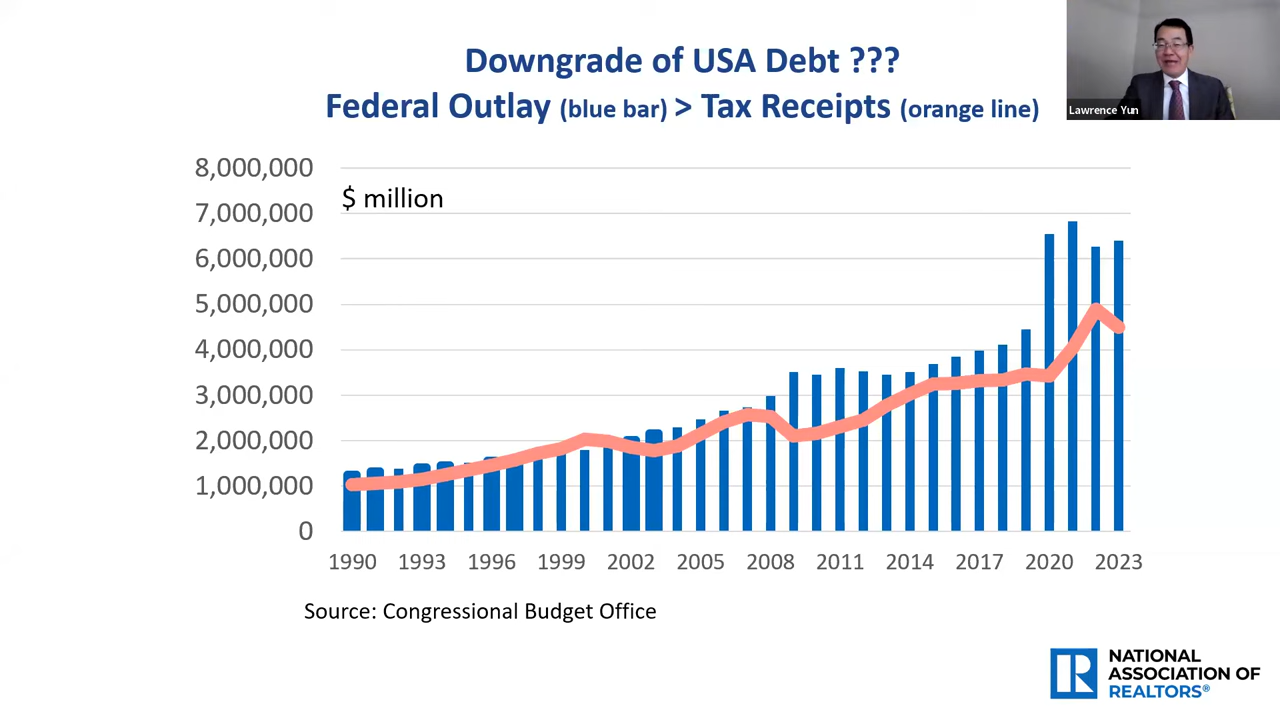 Downgrade of USA Debt ???
Federal Outlay (blue bar) > Tax Receipts (orange line)
Lawrence Yun
8,000,000
$ million
7,000,000
6,000,000
5,000,000
4,000,000
3,000,000
2,000,000
1,000,000
0
1990 1993 1996 1999 2002 2005 2008 2011 2014 2017 2020 2023
Source: Congressional Budget Office
R
NATIONAL
ASSOCIATION OF
REALTORS®